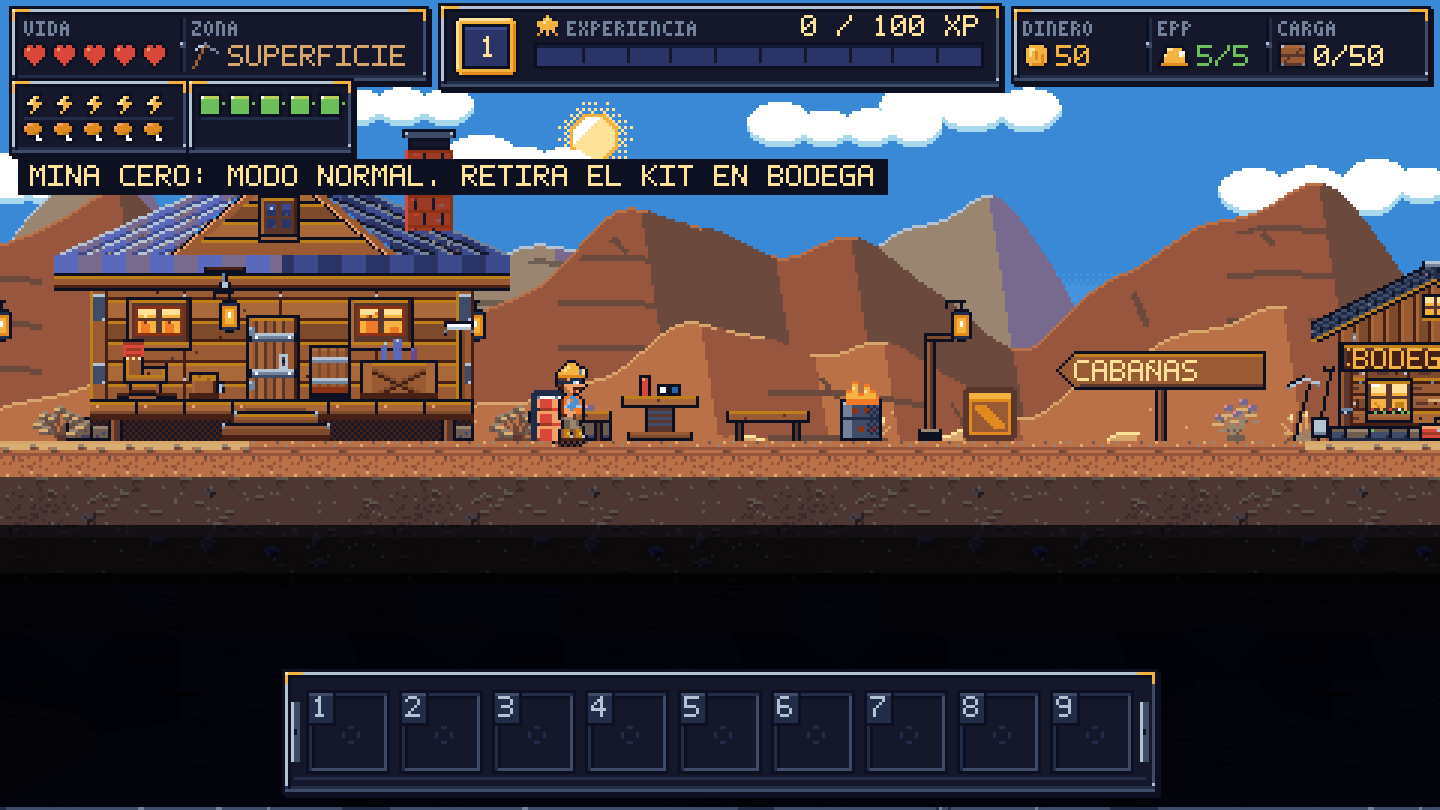 VIDA
ZONA
SUPERFICIE
1
EXPERIENCIA
0 / 100 XP
DINERO
50
EPP
5/5
CARGA
0/50
MINA CERO: MODO NORMAL. RETIRA EL KIT EN BODEGA
CABANAS
BODEG
1 2 3 4 5 6 7 8 9